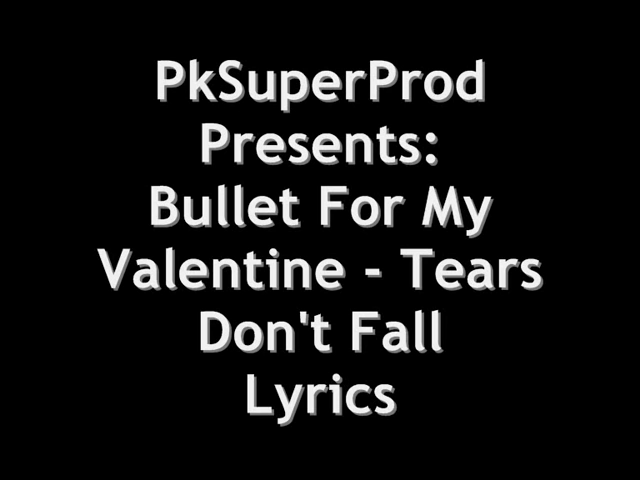 PkSuperProd
Presents:
Bullet For My
Valentine - Tears
Don't Fall
Lyrics